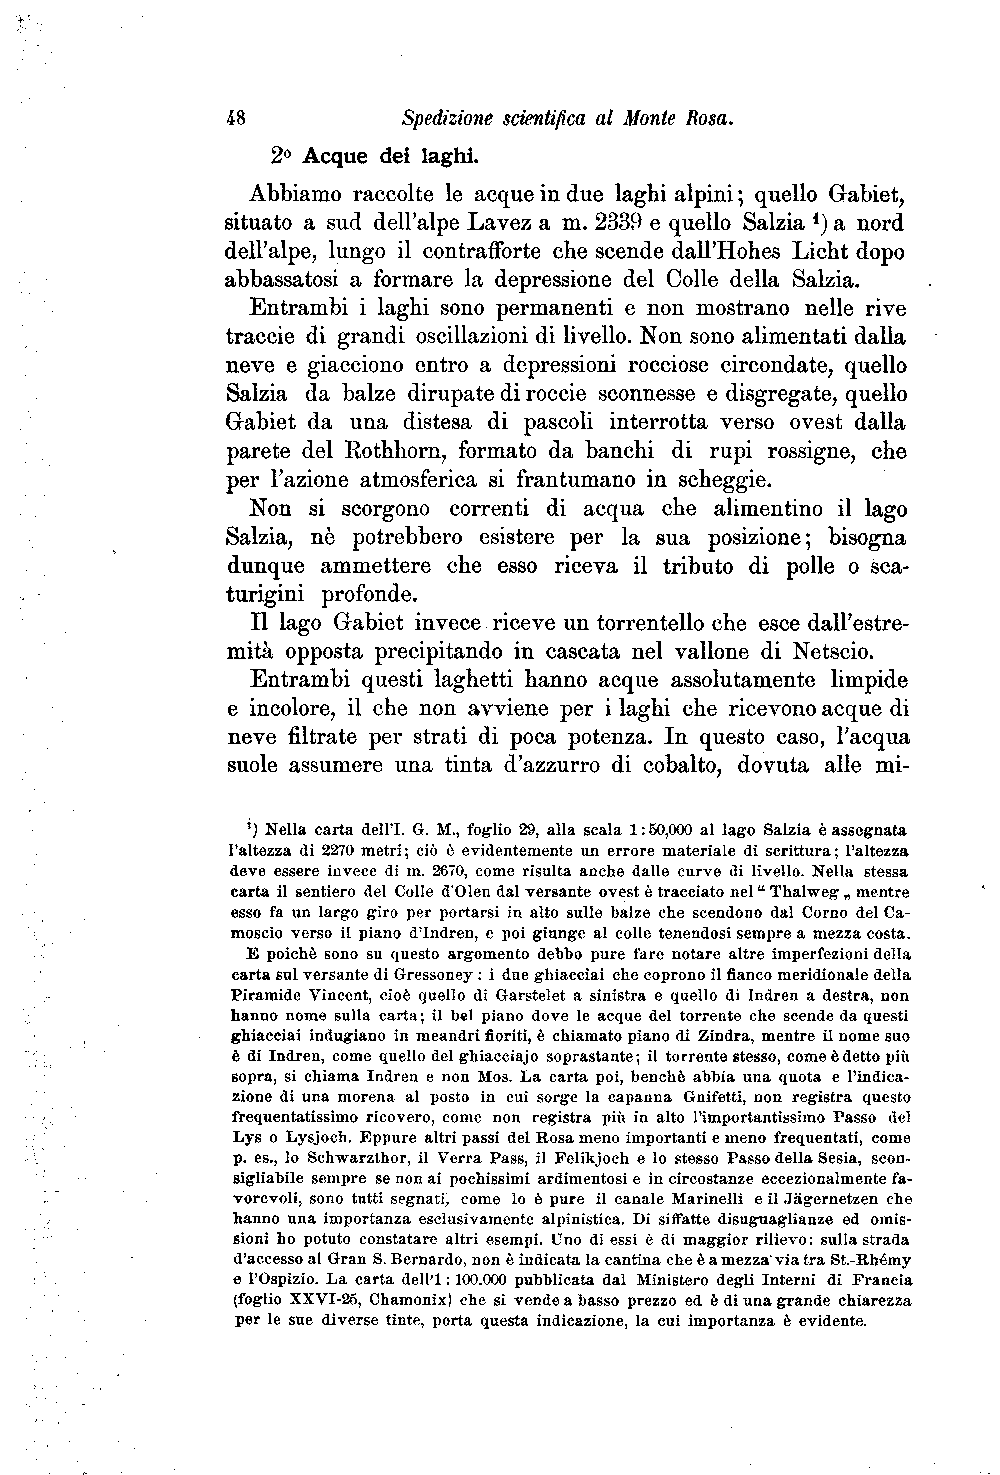 48 Spedizione scientifica al Monte Rosa.
2º Acque dei laghi.
Abbiamo raccolte le acque in due laghi alpini; quello Gabiet,
situato a sud dell'alpe Lavez a m. 2339 e quello Salzia ¹) a nord
dell'alpe, lungo il contrafforte che scende dall'Hohes Licht dopo
abbassatosi a formare la depressione del Colle della Salzia.
Entrambi i laghi sono permanenti e non mostrano nelle rive
traccie di grandi oscillazioni di livello. Non sono alimentati dalla
neve e giacciono entro a depressioni rocciose circondate, quello
Salzia da balze dirupate di roccie sconnesse e disgregate, quello
Gabiet da una distesa di pascoli interrotta verso ovest dalla
parete del Rothhorn, formato da banchi di rupi rossigne, che
per l'azione atmosferica si frantumano in scheggie.
Non si scorgono correnti di acqua che alimentino il lago
Salzia, nè potrebbero esistere per la sua posizione; bisogna
dunque ammettere che esso riceva il tributo di polle o sca-
turigini profonde.
Il lago Gabiet invece riceve un torrentello che esce dall'estre-
mità opposta precipitando in cascata nel vallone di Netscio.
Entrambi questi laghetti hanno acque assolutamente limpide
e incolore, il che non avviene per i laghi che ricevono acque di
neve filtrate per strati di poca potenza. In questo caso, l'acqua
suole assumere una tinta d'azzurro di cobalto, dovuta alle mi-
¹) Nella carta dell'I. G. M., foglio 29, alla scala 1:50,000 al lago Salzia è assegnata
l'altezza di 2270 metri; ciò è evidentemente un errore materiale di scrittura; l'altezza
deve essere invece di m. 2670, come risulta anche dalle curve di livello. Nella stessa
carta il sentiero del Colle d'Olen dal versante ovest è tracciato nel “ Thalweg „ mentre
esso fa un largo giro per portarsi in alto sulle balze che scendono dal Corno del Ca-
moscio verso il piano d'Indren, e poi giunge al colle tenendosi sempre a mezza costa.
E poichè sono su questo argomento debbo pure fare notare altre imperfezioni della
carta sul versante di Gressoney: i due ghiacciai che coprono il fianco meridionale della
Piramide Vincent, cioè quello di Garstelet a sinistra e quello di Indren a destra, non
hanno nome sulla carta; il bel piano dove le acque del torrente che scende da questi
ghiacciai indugiano in meandri fioriti, è chiamato piano di Zindra, mentre il nome suo
è di Indren, come quello del ghiacciajo soprastante; il torrente stesso, come è detto più
sopra, si chiama Indren e non Mos. La carta poi, benchè abbia una quota e l'indica-
zione di una morena al posto in cui sorge la capanna Gnifetti, non registra questo
frequentatissimo ricovero, come non registra più in alto l'importantissimo Passo del
Lys o Lysjoch. Eppure altri passi del Rosa meno importanti e meno frequentati, come
p. es., lo Schwarzthor, il Verra Pass, il Felikjoch e lo stesso Passo della Sesia, scon-
sigliabile sempre se non ai pochissimi ardimentosi e in circostanze eccezionalmente fa-
vorevoli, sono tutti segnati, come lo è pure il canale Marinelli e il Jägernetzen che
hanno una importanza esclusivamente alpinistica. Di siffatte disuguaglianze ed omis-
sioni ho potuto constatare altri esempi. Uno di essi è di maggior rilievo: sulla strada
d'accesso al Gran S. Bernardo, non è indicata la cantina che è a mezza via tra St.-Rhémy
e l'Ospizio. La carta dell'1 : 100.000 pubblicata dal Ministero degli Interni di Francia
(foglio XXVI-25, Chamonix) che si vende a basso prezzo ed è di una grande chiarezza
per le sue diverse tinte, porta questa indicazione, la cui importanza è evidente.